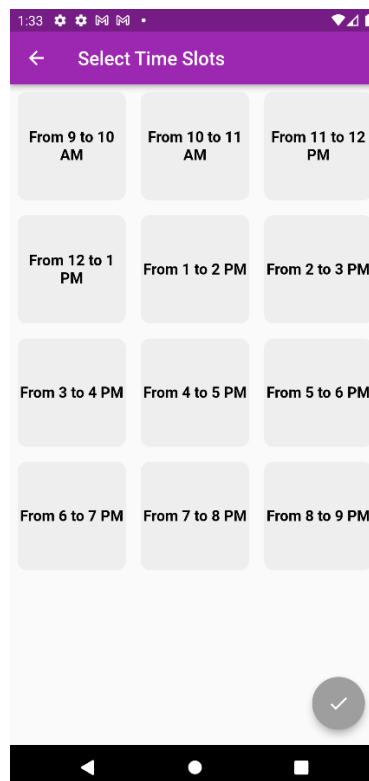 1:33
Select Time Slots
From 9 to 10
AM
From 10 to 11
AM
From 11 to 12
PM
From 12 to 1
PM
From 1 to 2 PM
From 2 to 3 PM
From 3 to 4 PM
From 4 to 5 PM
From 5 to 6 PM
From 6 to 7 PM
From 7 to 8 PM
From 8 to 9 PM